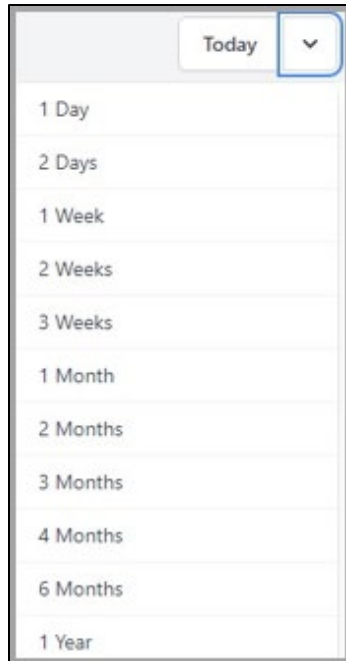 Today
1 Day
2 Days
1 Week
2 Weeks
3 Weeks
1 Month
2 Months
3 Months
4 Months
6 Months
1 Year